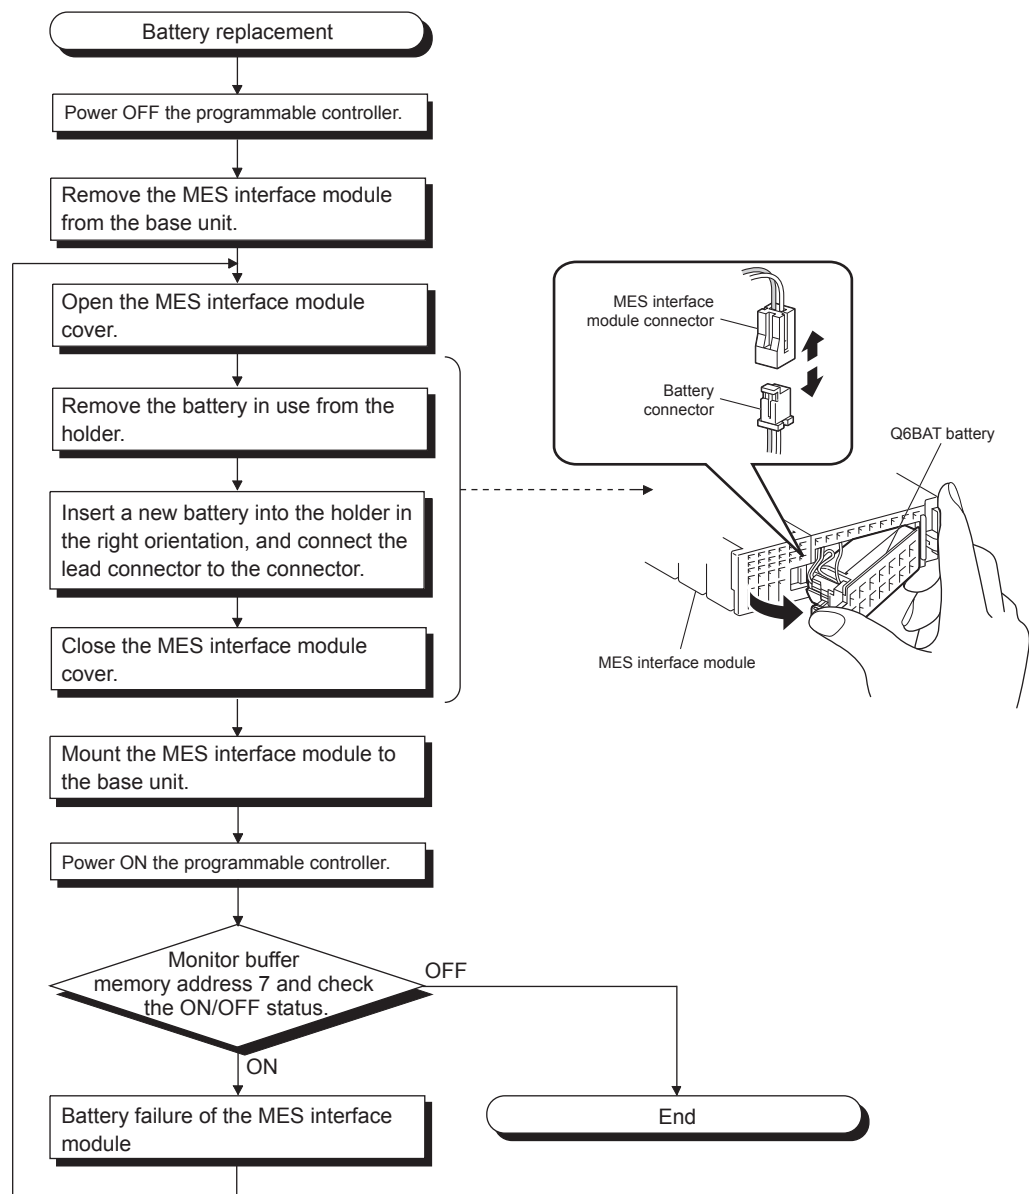 Battery replacement
Power OFF the programmable controller.
Remove the MES interface module
from the base unit.
Open the MES interface module
cover.
Remove the battery in use from the
holder.
Insert a new battery into the holder in
the right orientation, and connect the
lead connector to the connector.
Close the MES interface module
cover.
Mount the MES interface module to
the base unit.
Power ON the programmable controller.
Monitor buffer
memory address 7 and check
the ON/OFF status.
OFF
ON
Battery failure of the MES interface
module
End
MES interface
module connector
Battery
connector
Q6BAT battery
MES interface module